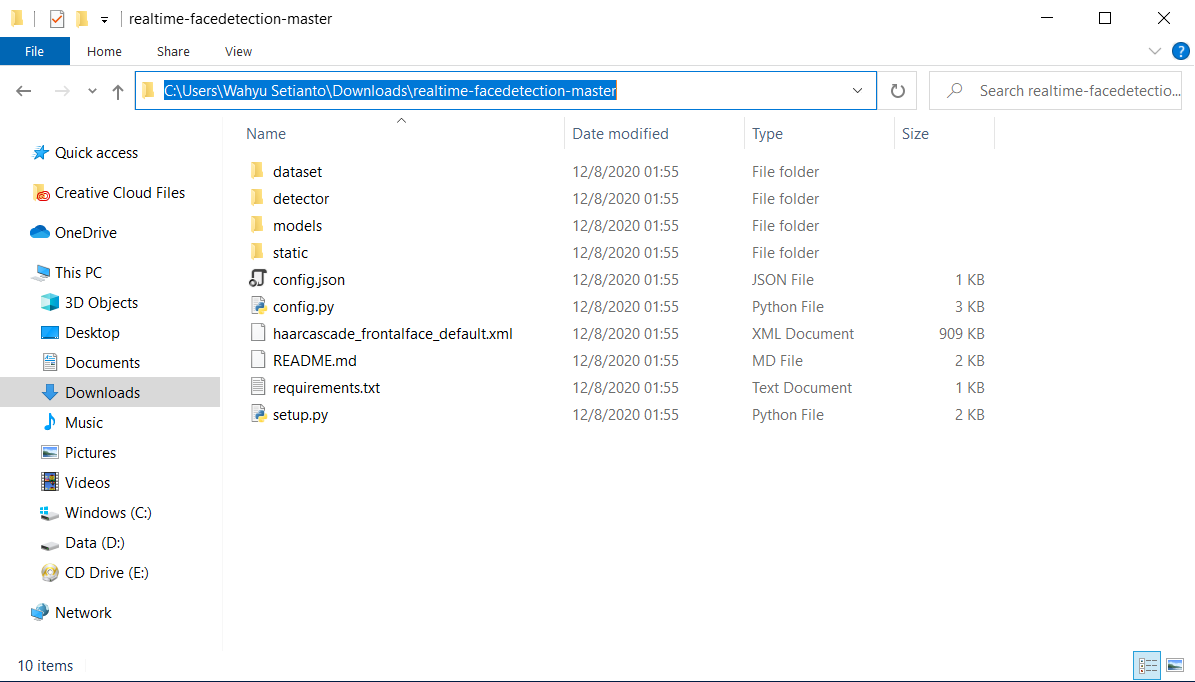 realtime-facedetection-master
File Home Share View
?
C:\Users\Wahyu Setianto\Downloads\realtime-facedetection-master
Search realtime-facedetectio...
Quick access
Creative Cloud Files
OneDrive
This PC
3D Objects
Desktop
Documents
Downloads
Music
Pictures
Videos
Windows (C:)
Data (D:)
CD Drive (E:)
Network
Name Date modified Type Size
dataset 12/8/2020 01:55 File folder
detector 12/8/2020 01:55 File folder
models 12/8/2020 01:55 File folder
static 12/8/2020 01:55 File folder
config.json 12/8/2020 01:55 JSON File 1 KB
config.py 12/8/2020 01:55 Python File 3 KB
haarcascade_frontalface_default.xml 12/8/2020 01:55 XML Document 909 KB
README.md 12/8/2020 01:55 MD File 2 KB
requirements.txt 12/8/2020 01:55 Text Document 1 KB
setup.py 12/8/2020 01:55 Python File 2 KB
10 items